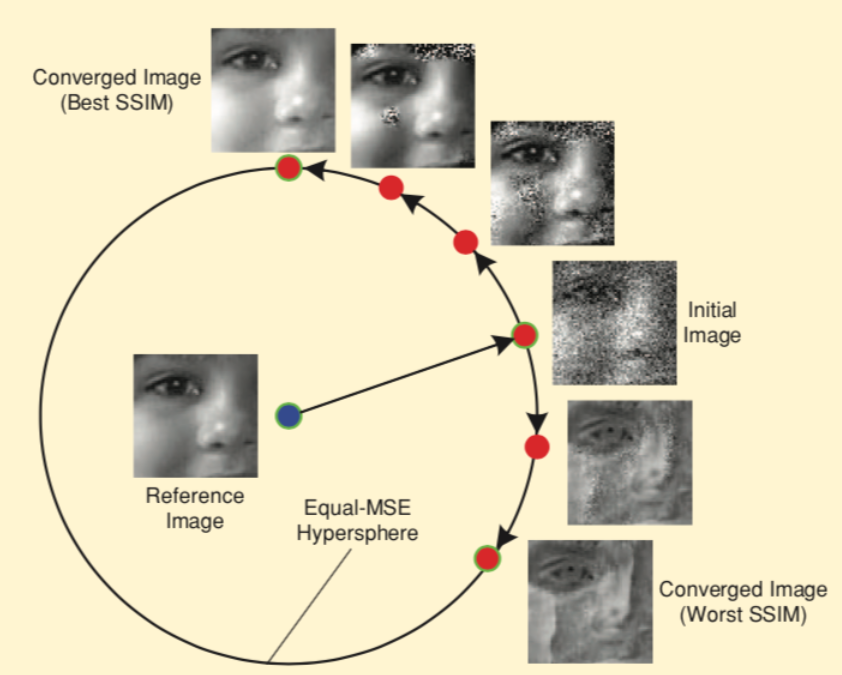 Converged Image
(Best SSIM)
Initial
Image
Reference
Image
Equal-MSE
Hypersphere
Converged Image
(Worst SSIM)